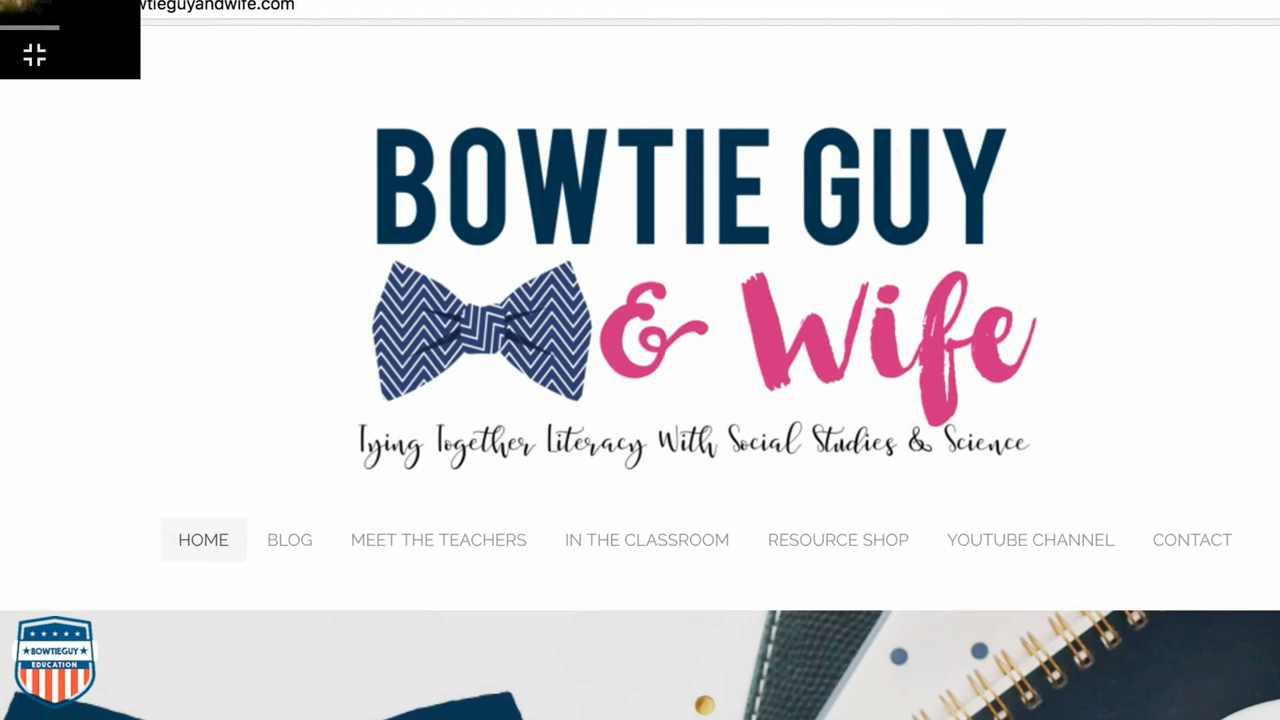 wtieguyandwife.com
BOWTIE GUY
& Wife
Tying Together Literacy With Social Studies & Science
HOME BLOG MEET THE TEACHERS IN THE CLASSROOM RESOURCE SHOP YOUTUBE CHANNEL CONTACT
BOWTIEGUY
EDUCATION